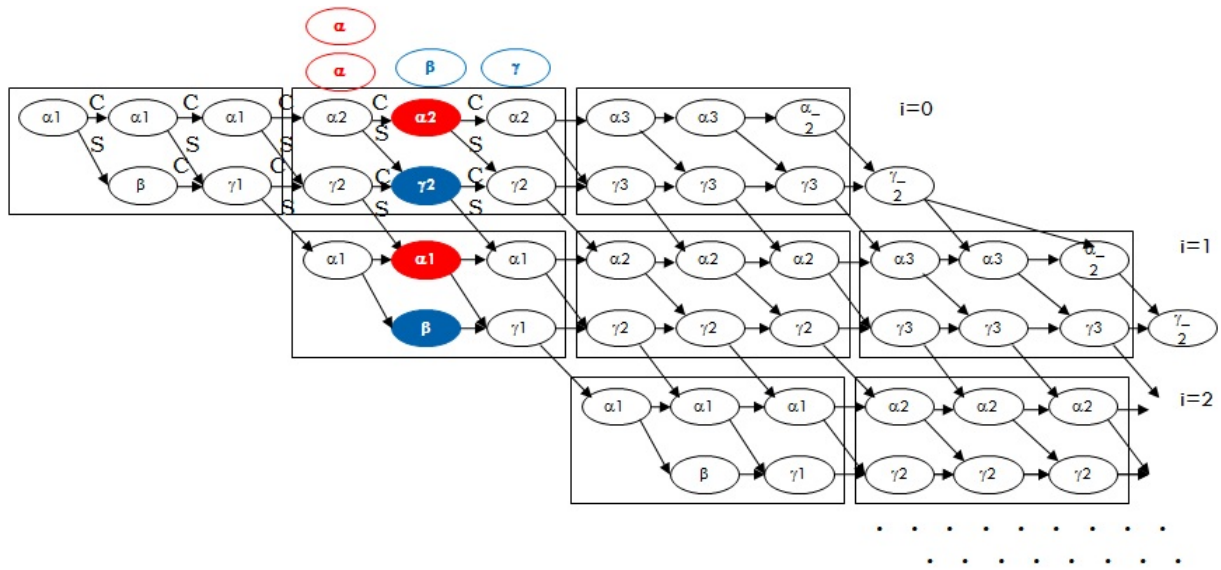 α
α β γ
C C C C C
α1 α1 α1 α2 α2 α2 α3 α3 α_2 i=0
S S S S S
C C C C
β γ1 γ2 γ2 γ2 γ3 γ3 γ3 γ_2
S S S
α1 α1 α1 α2 α2 α2 α3 α3 α_2 i=1
β γ1 γ2 γ2 γ2 γ3 γ3 γ3 γ_2
α1 α1 α1 α2 α2 α2 i=2
β γ1 γ2 γ2 γ2
. . . . . . . . .
. . . . . . . .